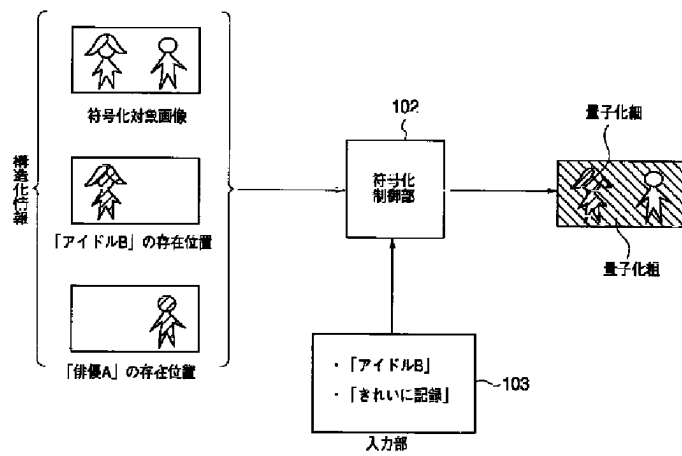 構造化情報
符号化対象画像
「アイドルB」の存在位置
「俳優A」の存在位置
102
符号化
制御部
量子化細
量子化粗
・「アイドルB」
・「きれいに記録」
103
入力部